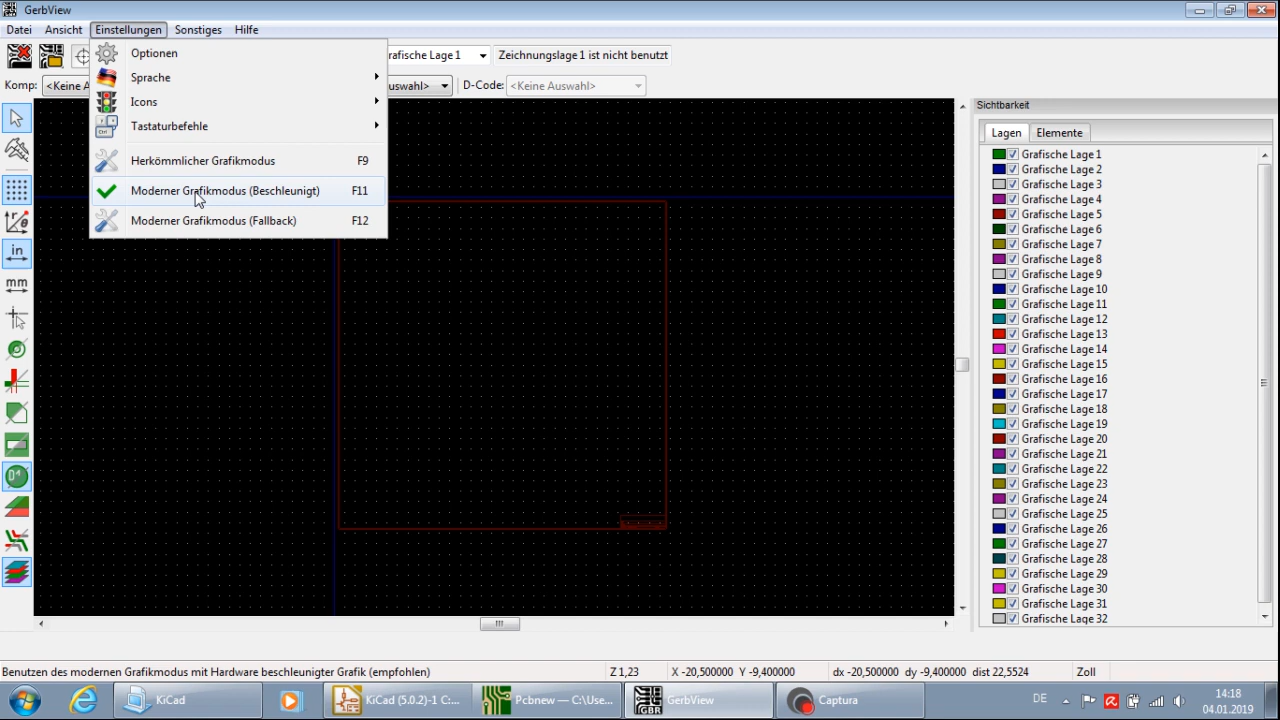 GerbView
Datei Ansicht Einstellungen Sonstiges Hilfe
Optionen
Sprache
Icons
Tastaturbefehle
Herkömmlicher Grafikmodus F9
Moderner Grafikmodus (Beschleunigt) F11
Moderner Grafikmodus (Fallback) F12
rafische Lage 1 Zeichnungslage 1 ist nicht benutzt
Komp: <Keine A uswahl> D-Code: <Keine Auswahl>
in
mm
Sichtbarkeit
Lagen Elemente
Grafische Lage 1
Grafische Lage 2
Grafische Lage 3
Grafische Lage 4
Grafische Lage 5
Grafische Lage 6
Grafische Lage 7
Grafische Lage 8
Grafische Lage 9
Grafische Lage 10
Grafische Lage 11
Grafische Lage 12
Grafische Lage 13
Grafische Lage 14
Grafische Lage 15
Grafische Lage 16
Grafische Lage 17
Grafische Lage 18
Grafische Lage 19
Grafische Lage 20
Grafische Lage 21
Grafische Lage 22
Grafische Lage 23
Grafische Lage 24
Grafische Lage 25
Grafische Lage 26
Grafische Lage 27
Grafische Lage 28
Grafische Lage 29
Grafische Lage 30
Grafische Lage 31
Grafische Lage 32
Benutzen des modernen Grafikmodus mit Hardware beschleunigter Grafik (empfohlen) Z 1,23 X -20,500000 Y -9,400000 dx -20,500000 dy -9,400000 dist 22,5524 Zoll
KiCad KiCad (5.0.2)-1 C:... Pcbnew — C:\Use... GBR GerbView Captura DE 14:18
04.01.2019